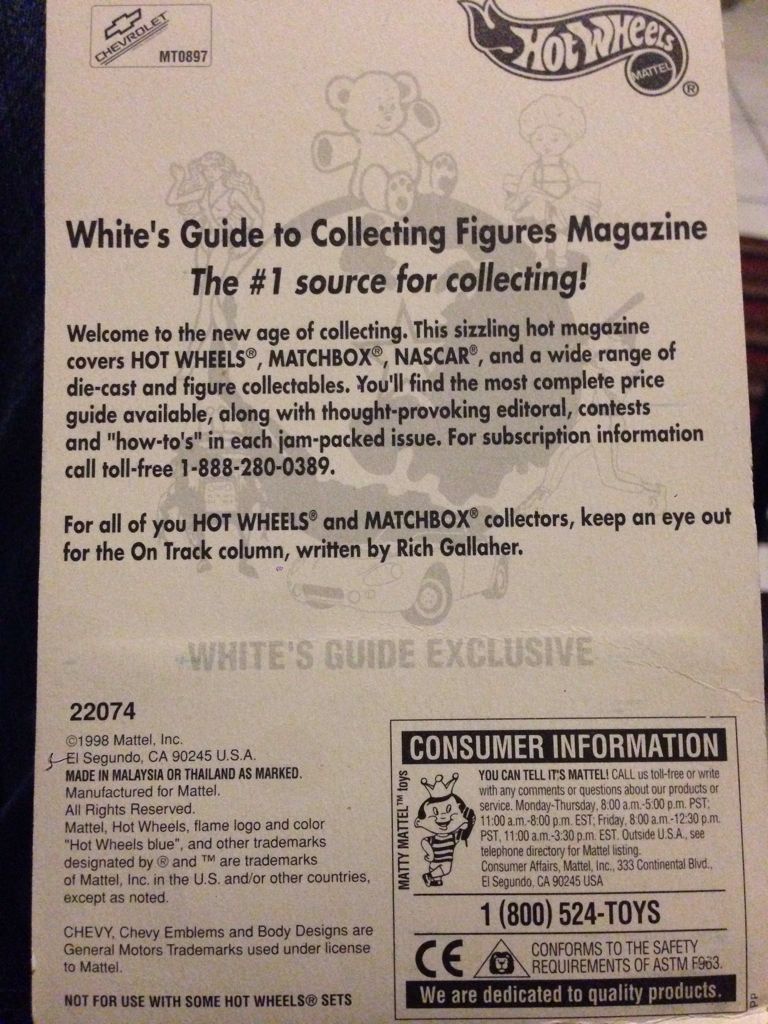 CHEVROLET
MT0897
HOT WHEELS
MATTEL
®
White's Guide to Collecting Figures Magazine
The #1 source for collecting!
Welcome to the new age of collecting. This sizzling hot magazine
covers HOT WHEELS®, MATCHBOX®, NASCAR®, and a wide range of
die-cast and figure collectables. You'll find the most complete price
guide available, along with thought-provoking editoral, contests
and "how-to's" in each jam-packed issue. For subscription information
call toll-free 1-888-280-0389.
For all of you HOT WHEELS® and MATCHBOX® collectors, keep an eye out
for the On Track column, written by Rich Gallaher.
WHITE'S GUIDE EXCLUSIVE
22074
©1998 Mattel, Inc.
El Segundo, CA 90245 U.S.A.
MADE IN MALAYSIA OR THAILAND AS MARKED.
Manufactured for Mattel.
All Rights Reserved.
Mattel, Hot Wheels, flame logo and color
"Hot Wheels blue", and other trademarks
designated by ® and ™ are trademarks
of Mattel, Inc. in the U.S. and/or other countries,
except as noted.
CHEVY, Chevy Emblems and Body Designs are
General Motors Trademarks used under license
to Mattel.
NOT FOR USE WITH SOME HOT WHEELS® SETS
CONSUMER INFORMATION
MATTY MATTEL™ toys
YOU CAN TELL IT'S MATTEL! CALL us toll-free or write
with any comments or questions about our products or
service. Monday-Thursday, 8:00 a.m.-5:00 p.m. PST;
11:00 a.m.-8:00 p.m. EST; Friday, 8:00 a.m.-12:30 p.m.
PST, 11:00 a.m.-3:30 p.m. EST. Outside U.S.A., see
telephone directory for Mattel listing.
Consumer Affairs, Mattel, Inc., 333 Continental Blvd.,
El Segundo, CA 90245 USA
1 (800) 524-TOYS
CE
CONFORMS TO THE SAFETY
REQUIREMENTS OF ASTM F963.
We are dedicated to quality products.
PP